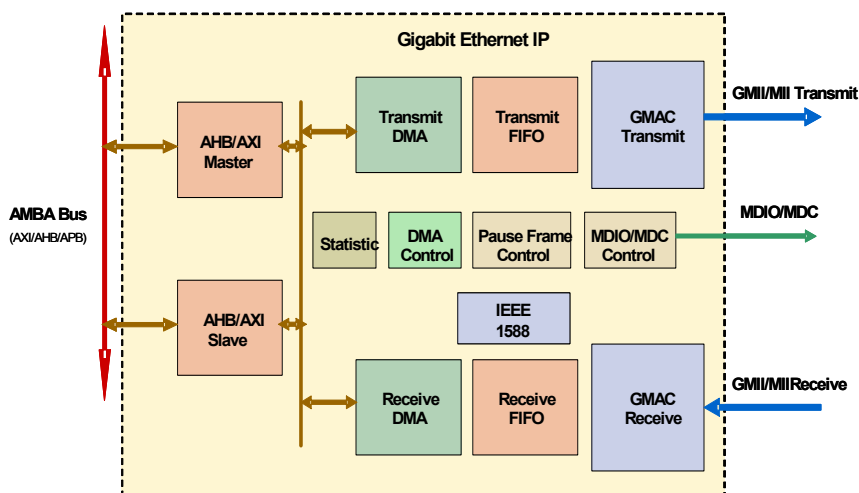 Gigabit Ethernet IP
Transmit
DMA
Transmit
FIFO
GMAC
Transmit
GMII/MII Transmit
AHB/AXI
Master
AMBA Bus
(AXI/AHB/APB)
Statistic
DMA
Control
Pause Frame
Control
MDIO/MDC
Control
MDIO/MDC
AHB/AXI
Slave
IEEE
1588
Receive
DMA
Receive
FIFO
GMAC
Receive
GMII/MIIReceive